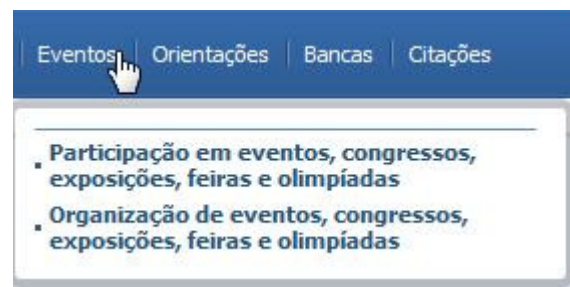 Eventos Orientações Bancas Citações
Participação em eventos, congressos,
exposições, feiras e olimpíadas
Organização de eventos, congressos,
exposições, feiras e olimpíadas